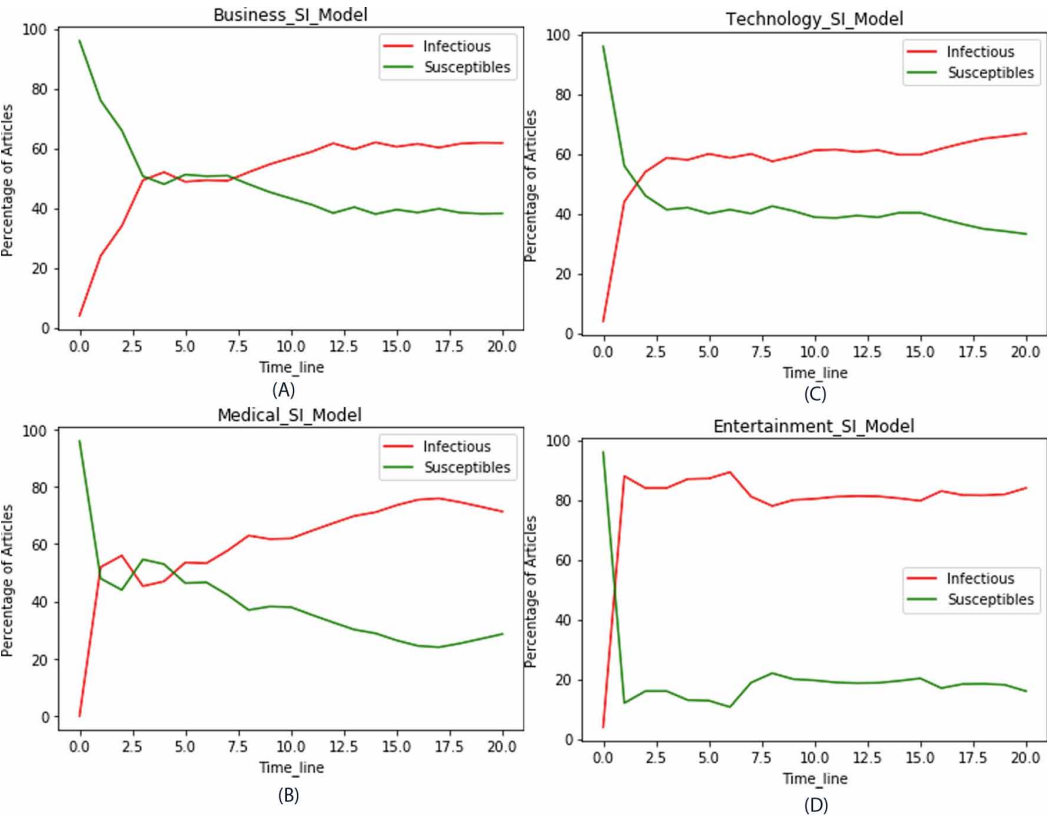 Business_SI_Model
100
80
60
40
20
0
Percentage of Articles
Infectious
Susceptibles
0.0 2.5 5.0 7.5 10.0 12.5 15.0 17.5 20.0
Time_line
(A)
Technology_SI_Model
100
80
60
40
20
0
Percentage of Articles
Infectious
Susceptibles
0.0 2.5 5.0 7.5 10.0 12.5 15.0 17.5 20.0
Time_line
(C)
Medical_SI_Model
100
80
60
40
20
0
Percentage of Articles
Infectious
Susceptibles
0.0 2.5 5.0 7.5 10.0 12.5 15.0 17.5 20.0
Time_line
(B)
Entertainment_SI_Model
100
80
60
40
20
0
Percentage of Articles
Infectious
Susceptibles
0.0 2.5 5.0 7.5 10.0 12.5 15.0 17.5 20.0
Time_line
(D)